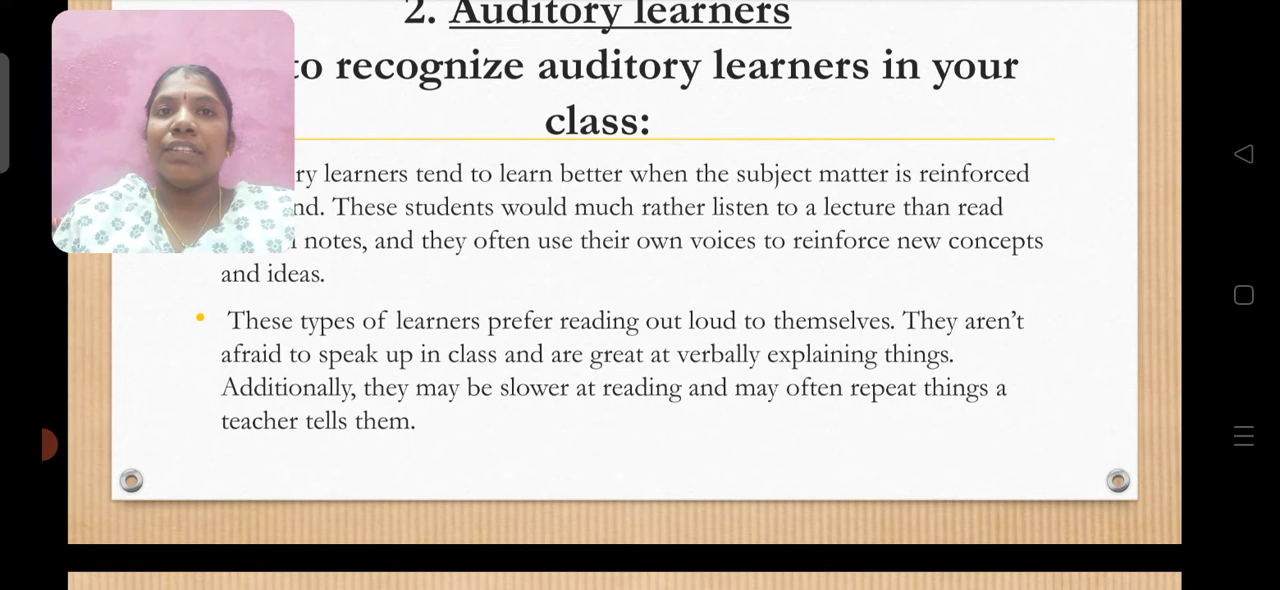 2. Auditory learners
to recognize auditory learners in your
class:
learners tend to learn better when the subject matter is reinforced
These students would much rather listen to a lecture than read
notes, and they often use their own voices to reinforce new concepts
and ideas.
• These types of learners prefer reading out loud to themselves. They aren’t
afraid to speak up in class and are great at verbally explaining things.
Additionally, they may be slower at reading and may often repeat things a
teacher tells them.